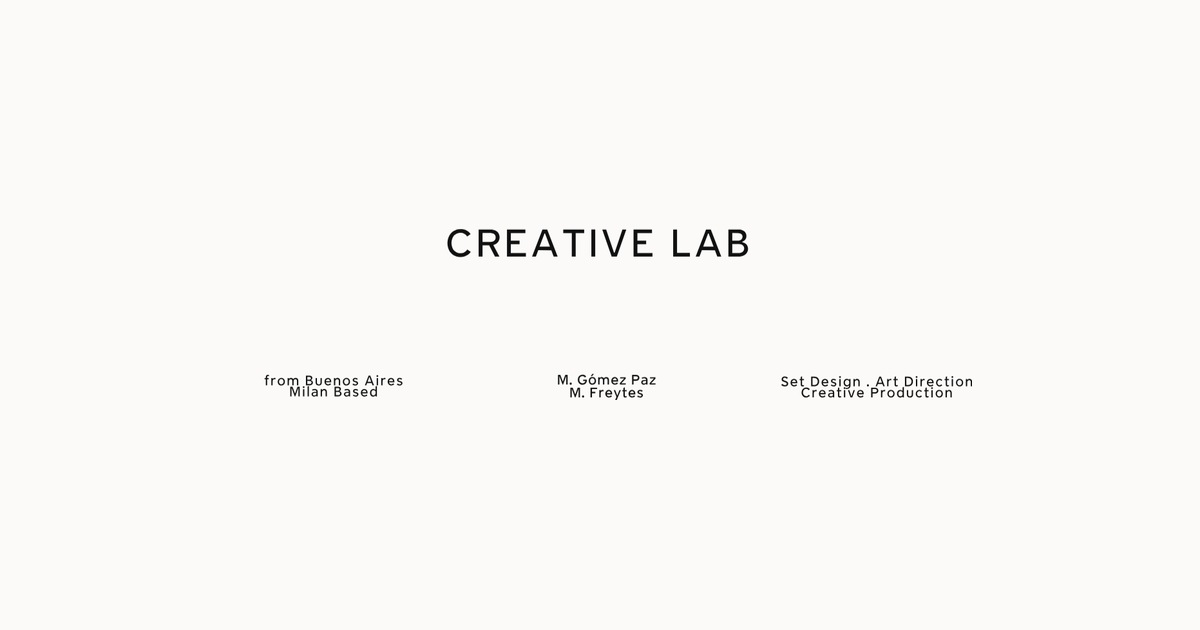 CREATIVE LAB
from Buenos Aires
Milan Based
M. Gómez Paz
M. Freytes
Set Design . Art Direction
Creative Production